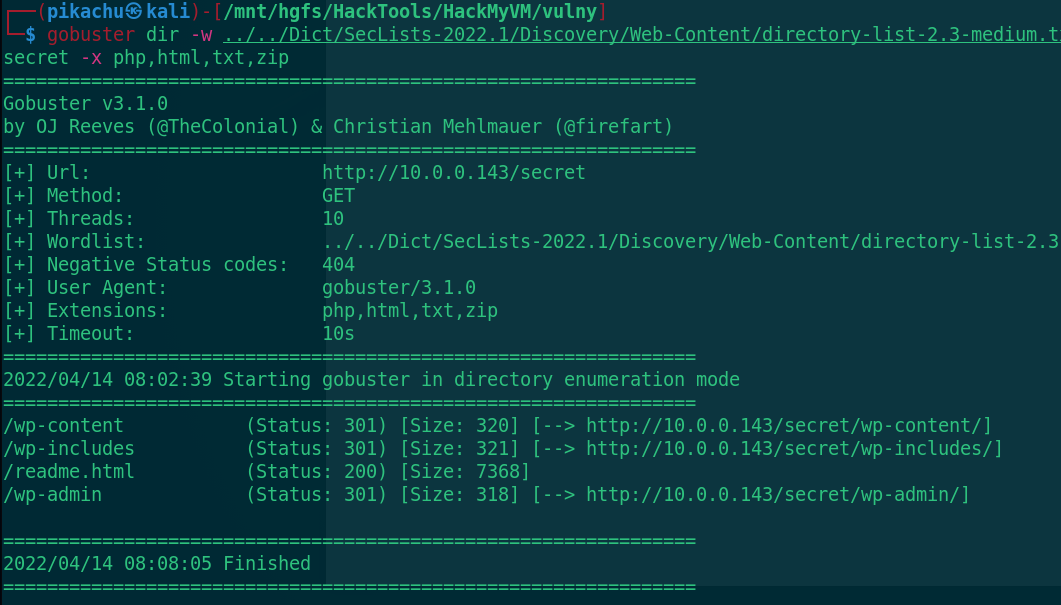 ┌──(pikachu㉿kali)-[/mnt/hgfs/HackTools/HackMyVM/vulny]
└─$ gobuster dir -w ../../Dict/SecLists-2022.1/Discovery/Web-Content/directory-list-2.3-medium.t
secret -x php,html,txt,zip
===============================================================
Gobuster v3.1.0
by OJ Reeves (@TheColonial) & Christian Mehlmauer (@firefart)
===============================================================
[+] Url:                     http://10.0.0.143/secret
[+] Method:                  GET
[+] Threads:                 10
[+] Wordlist:                ../../Dict/SecLists-2022.1/Discovery/Web-Content/directory-list-2.3
[+] Negative Status codes:   404
[+] User Agent:              gobuster/3.1.0
[+] Extensions:              php,html,txt,zip
[+] Timeout:                 10s
===============================================================
2022/04/14 08:02:39 Starting gobuster in directory enumeration mode
===============================================================
/wp-content           (Status: 301) [Size: 320] [--> http://10.0.0.143/secret/wp-content/]
/wp-includes          (Status: 301) [Size: 321] [--> http://10.0.0.143/secret/wp-includes/]
/readme.html          (Status: 200) [Size: 7368]
/wp-admin             (Status: 301) [Size: 318] [--> http://10.0.0.143/secret/wp-admin/]
===============================================================
2022/04/14 08:08:05 Finished
===============================================================